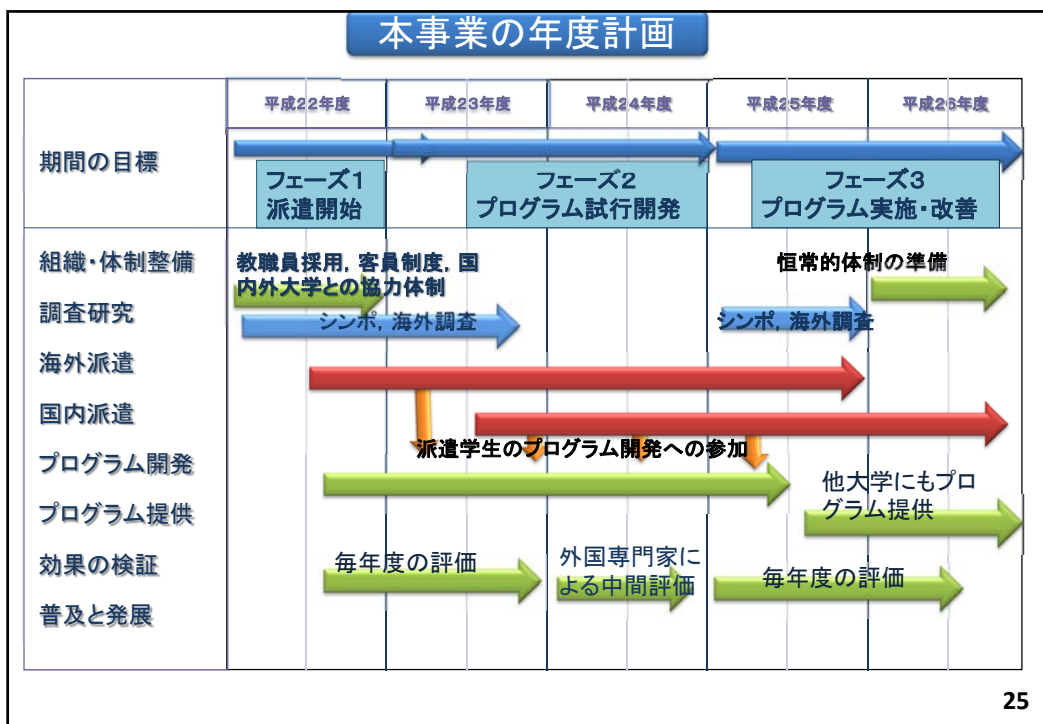 本事業の年度計画
平成22年度
平成23年度
平成24年度
平成25年度
平成26年度
期間の目標
フェーズ1
派遣開始
フェーズ2
プログラム試行開発
フェーズ3
プログラム実施・改善
組織・体制整備
教職員採用，客員制度，国
内外大学との協力体制
恒常的体制の準備
調査研究
シンポ，海外調査
シンポ，海外調査
海外派遣
国内派遣
派遣学生のプログラム開発への参加
プログラム開発
他大学にもプロ
グラム提供
プログラム提供
効果の検証
毎年度の評価
外国専門家に
よる中間評価
毎年度の評価
普及と発展
25